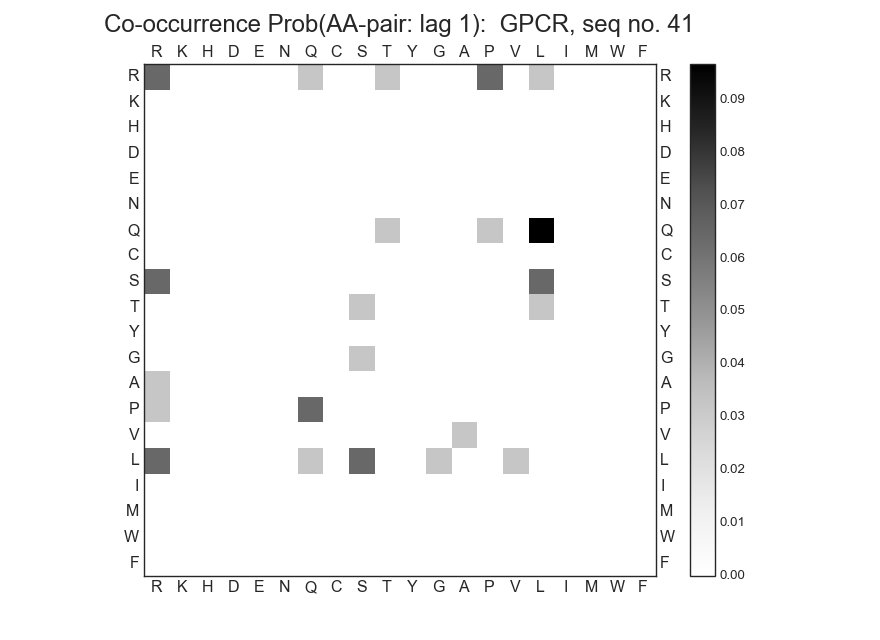 Co-occurrence Prob(AA-pair: lag 1):  GPCR, seq no. 41
R K H D E N Q C S T Y G A P V L I M W F
R R
K K
H H
D D
E E
N N
Q Q
C C
S S
T T
Y Y
G G
A A
P P
V V
L L
I I
M M
W W
F F
R K H D E N Q C S T Y G A P V L I M W F
0.09
0.08
0.07
0.06
0.05
0.04
0.03
0.02
0.01
0.00